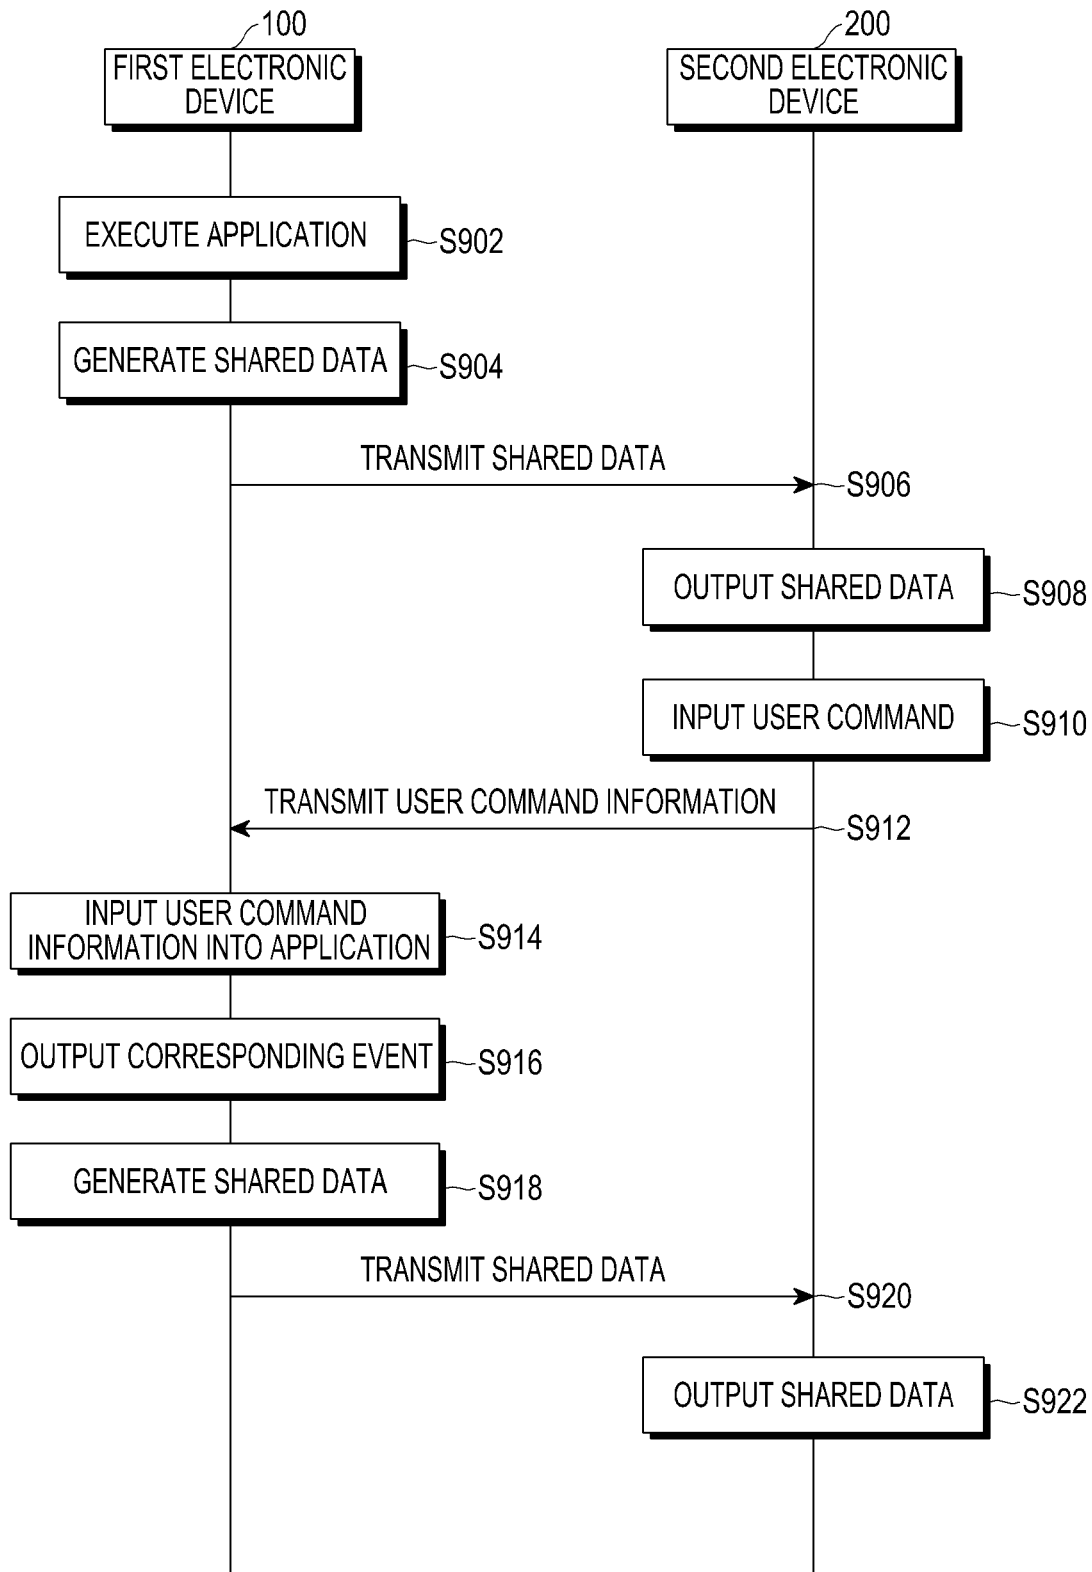 100
200
FIRST ELECTRONIC
DEVICE
SECOND ELECTRONIC
DEVICE
EXECUTE APPLICATION
S902
GENERATE SHARED DATA
S904
TRANSMIT SHARED DATA
S906
OUTPUT SHARED DATA
S908
INPUT USER COMMAND
S910
TRANSMIT USER COMMAND INFORMATION
S912
INPUT USER COMMAND
INFORMATION INTO APPLICATION
S914
OUTPUT CORRESPONDING EVENT
S916
GENERATE SHARED DATA
S918
TRANSMIT SHARED DATA
S920
OUTPUT SHARED DATA
S922